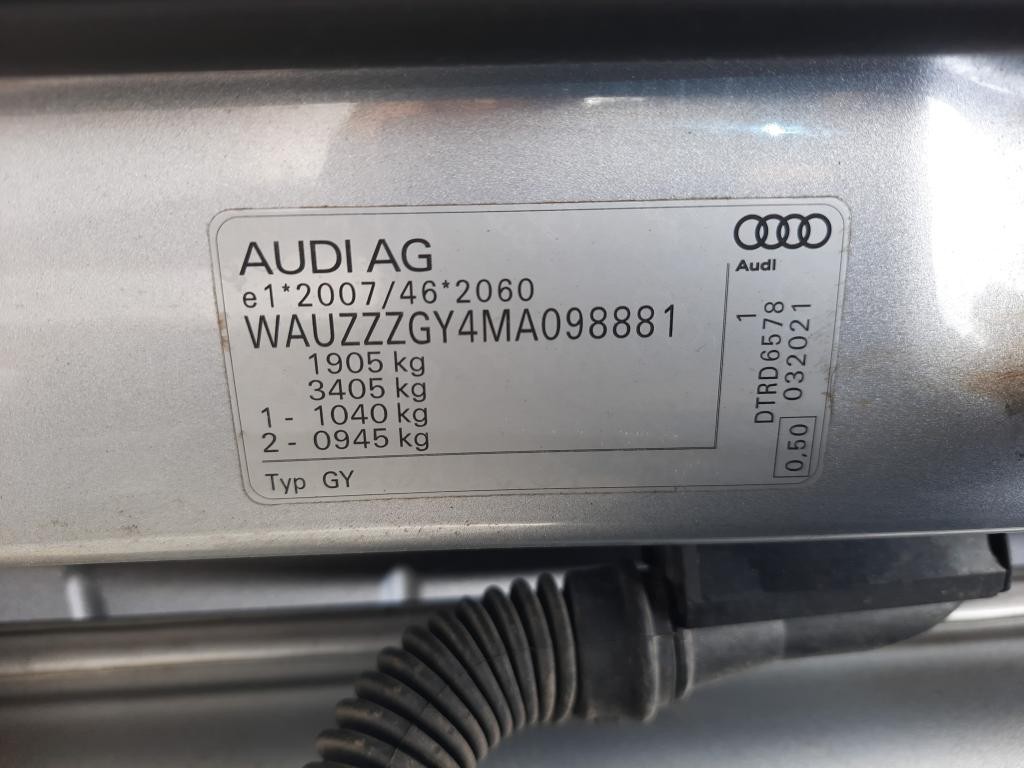 AUDI AG
e1*2007/46*2060
WAUZZZGY4MA098881
1905 kg
3405 kg
1 - 1040 kg
2 - 0945 kg
Typ GY
Audi
1
DTRD6578
0,50 032021